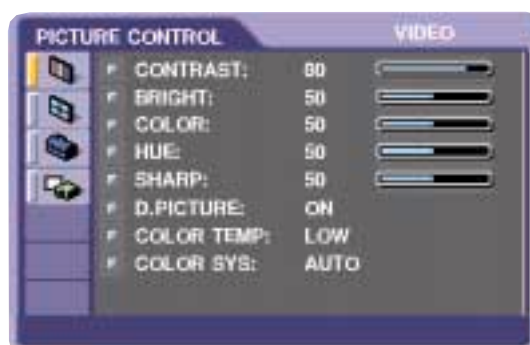 PICTURE CONTROL VIDEO
CONTRAST: 80
BRIGHT: 50
COLOR: 50
HUE: 50
SHARP: 50
D.PICTURE: ON
COLOR TEMP: LOW
COLOR SYS: AUTO